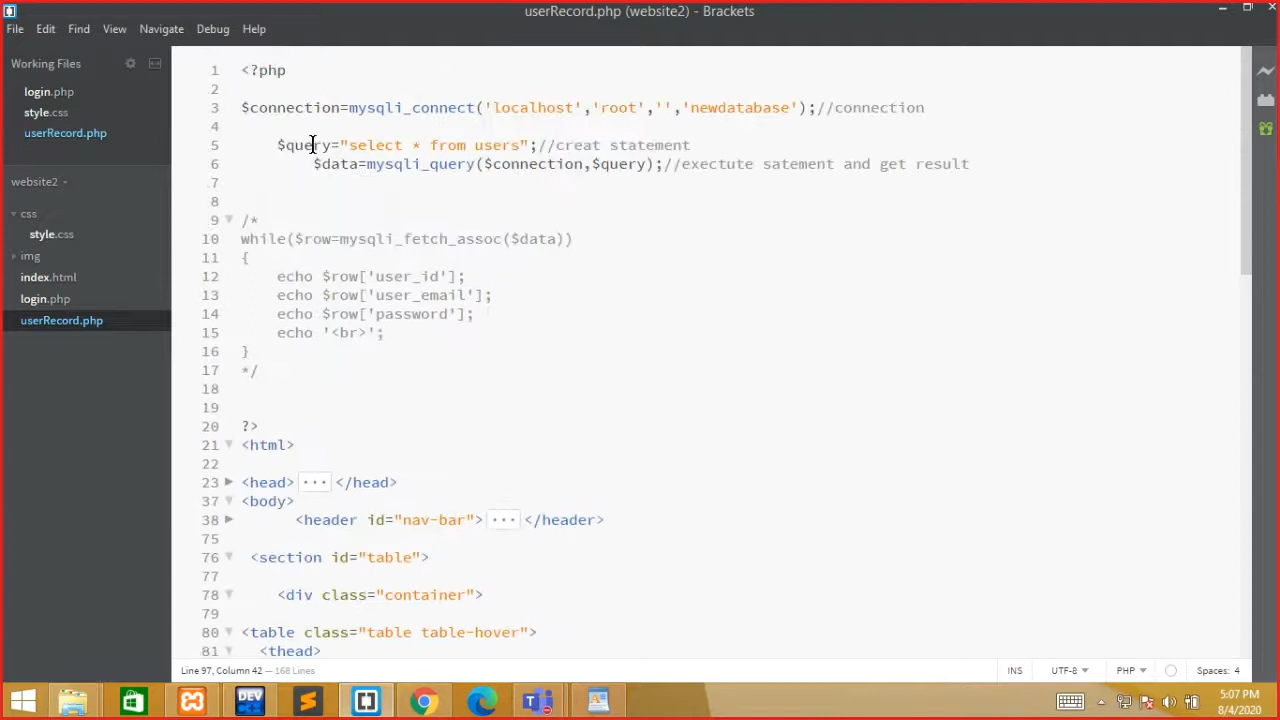 userRecord.php (website2) - Brackets
File Edit Find View Navigate Debug Help
Working Files
login.php
style.css
userRecord.php
website2
css
style.css
img
index.html
login.php
userRecord.php
1 <?php
2
3 $connection=mysqli_connect('localhost','root','','newdatabase');//connection
4
5 $query="select * from users";//creat statement
6 $data=mysqli_query($connection,$query);//exectute satement and get result
7
8
9 /*
10 while($row=mysqli_fetch_assoc($data))
11 {
12 echo $row['user_id'];
13 echo $row['user_email'];
14 echo $row['password'];
15 echo '<br>';
16 }
17 */
18
19
20 ?>
21 <html>
22
23 <head> ... </head>
37 <body>
38 <header id="nav-bar"> ... </header>
75
76 <section id="table">
77
78 <div class="container">
79
80 <table class="table table-hover">
81 <thead>
Line 97, Column 42 — 168 Lines
INS UTF-8 PHP Spaces: 4
DEV
5:07 PM
8/4/2020